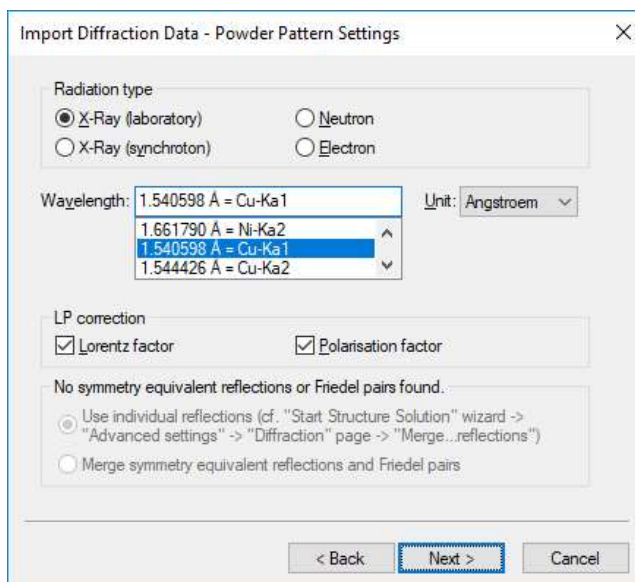 Import Diffraction Data - Powder Pattern Settings
Radiation type
X-Ray (laboratory) Neutron
X-Ray (synchroton) Electron
Wavelength: 1.540598 Å = Cu-Ka1 Unit: Angstroem
1.661790 Å = Ni-Ka2
1.540598 Å = Cu-Ka1
1.544426 Å = Cu-Ka2
LP correction
Lorentz factor Polarisation factor
No symmetry equivalent reflections or Friedel pairs found.
Use individual reflections (cf. "Start Structure Solution" wizard ->
"Advanced settings" -> "Diffraction" page -> "Merge...reflections")
Merge symmetry equivalent reflections and Friedel pairs
< Back Next > Cancel